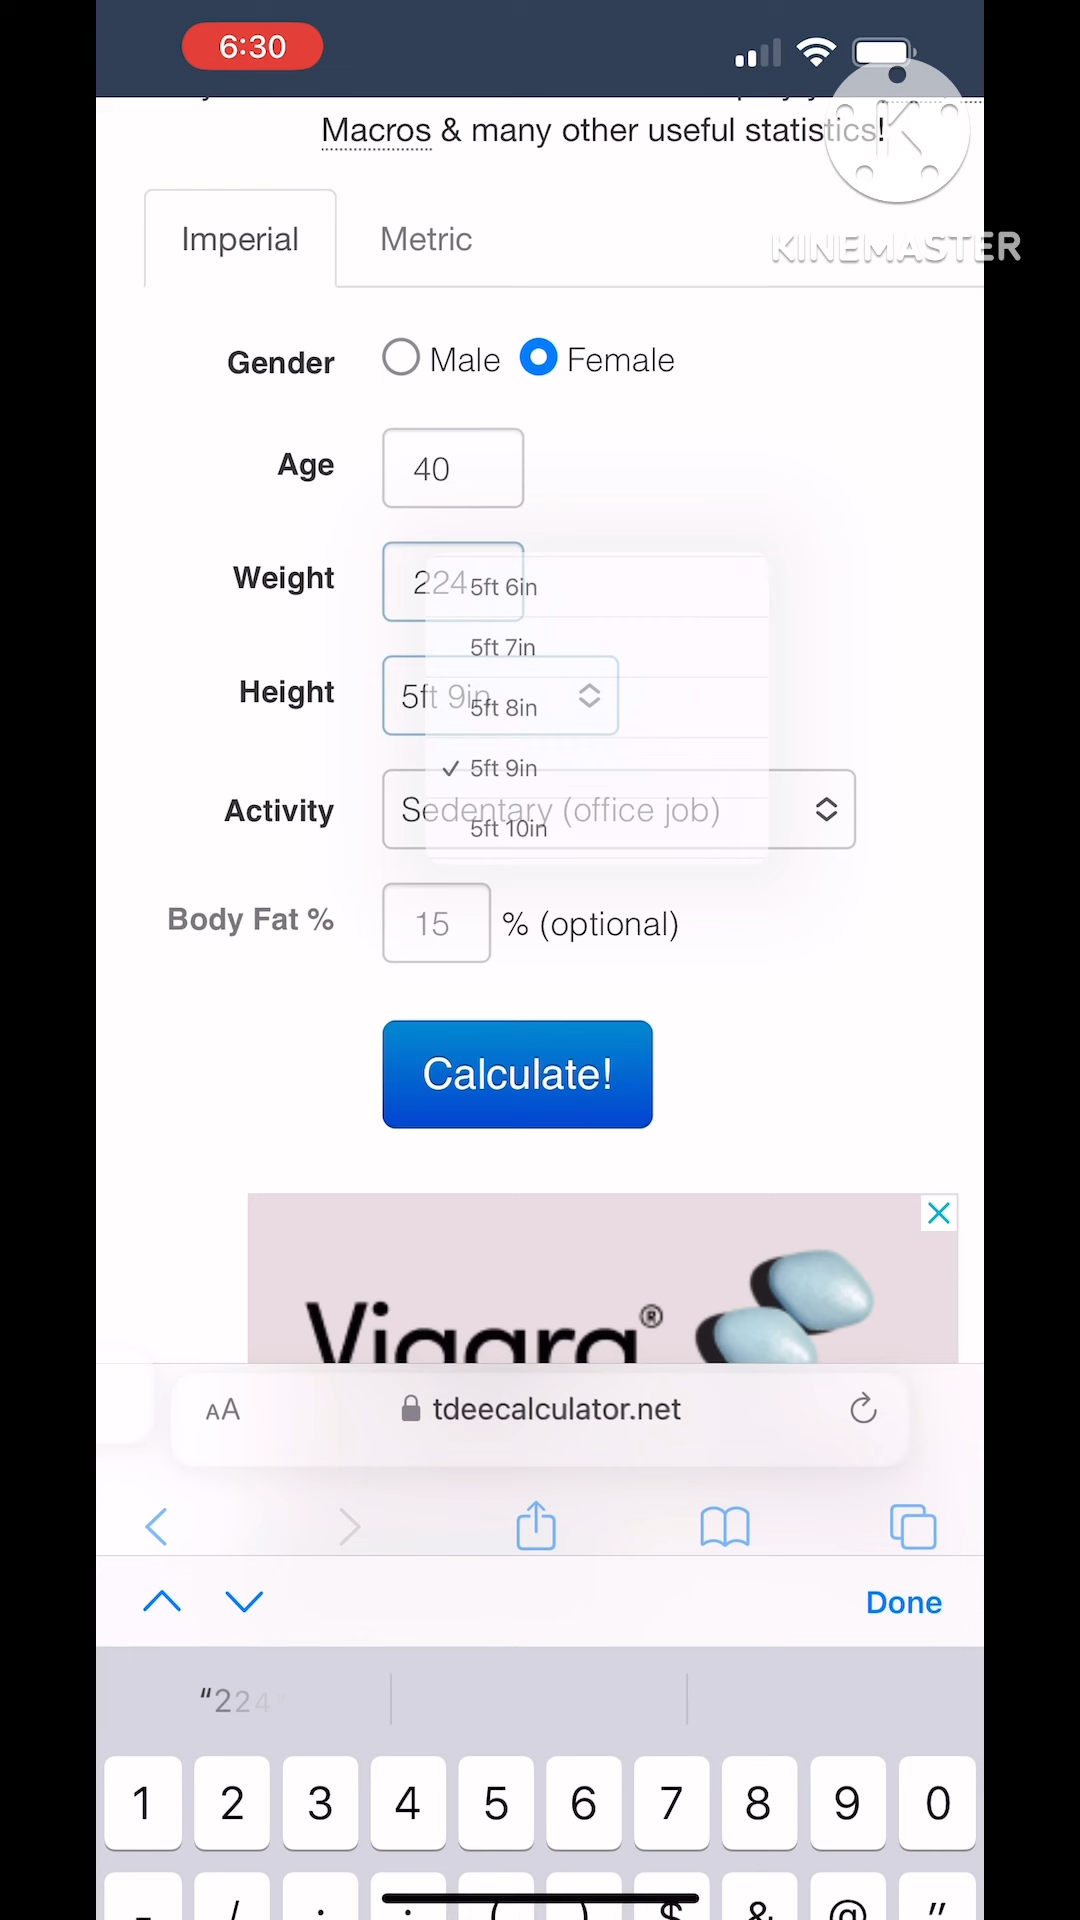 6:30
Macros & many other useful statistics!
KINEMASTER
Imperial
Metric
Gender
Male
Female
Age
40
Weight
224
5ft 6in
5ft 7in
Height
5ft 9in
5ft 8in
✓ 5ft 9in
Activity
Sedentary (office job)
5ft 10in
Body Fat %
15
% (optional)
Calculate!
Viagra®
AA
tdeecalculator.net
Done
“224”
1 2 3 4 5 6 7 8 9 0
- / : ; ( ) $ & @ "